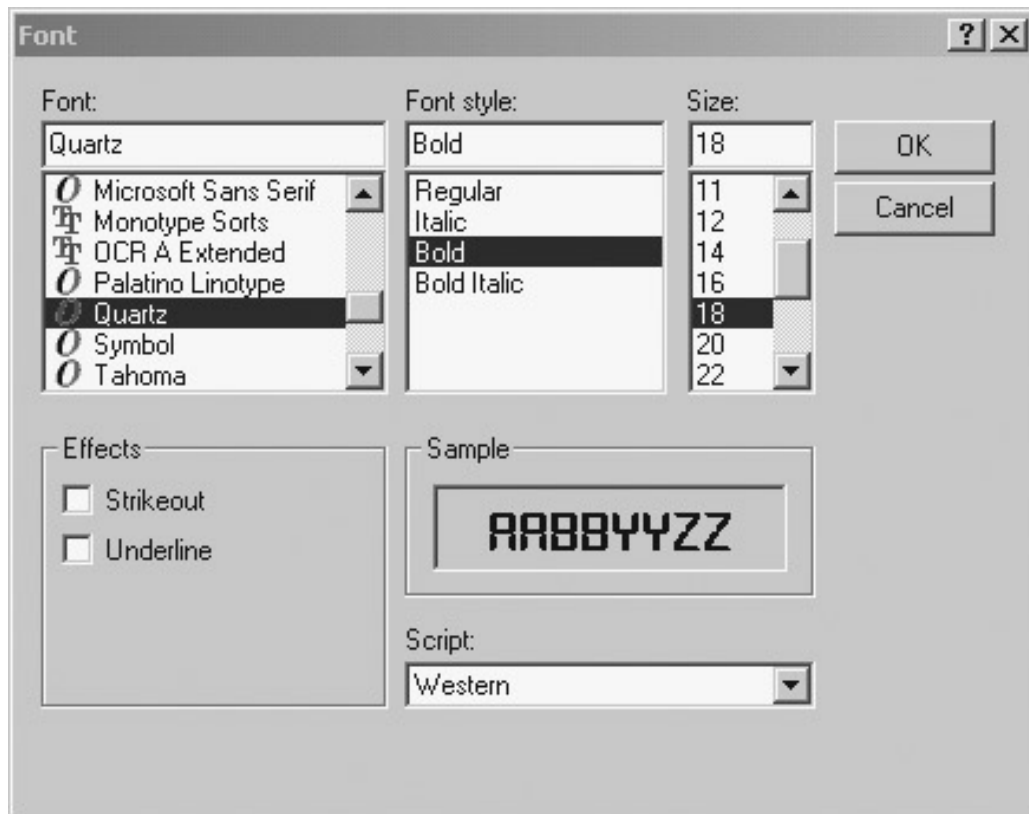 Font
Font:
Quartz
Microsoft Sans Serif
Monotype Sorts
OCR A Extended
Palatino Linotype
Quartz
Symbol
Tahoma
Font style:
Bold
Regular
Italic
Bold
Bold Italic
Size:
18
11
12
14
16
18
20
22
OK
Cancel
Effects
Strikeout
Underline
Sample
AABBYYZZ
Script:
Western